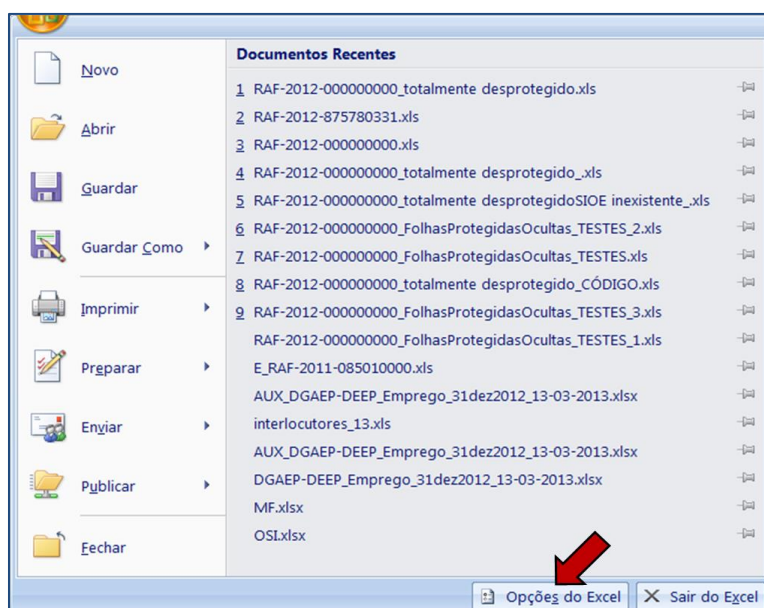 Novo
Abrir
Guardar
Guardar Como
Imprimir
Preparar
Enviar
Publicar
Fechar
Documentos Recentes
1 RAF-2012-000000000_totalmente desprotegido.xls
2 RAF-2012-875780331.xls
3 RAF-2012-000000000.xls
4 RAF-2012-000000000_totalmente desprotegido_.xls
5 RAF-2012-000000000_totalmente desprotegidoSIOE inexistente_.xls
6 RAF-2012-000000000_FolhasProtegidasOcultas_TESTES_2.xls
7 RAF-2012-000000000_FolhasProtegidasOcultas_TESTES.xls
8 RAF-2012-000000000_totalmente desprotegido_CÓDIGO.xls
9 RAF-2012-000000000_FolhasProtegidasOcultas_TESTES_3.xls
RAF-2012-000000000_FolhasProtegidasOcultas_TESTES_1.xls
E_RAF-2011-085010000.xls
AUX_DGAEP-DEEP_Emprego_31dez2012_13-03-2013.xlsx
interlocutores_13.xls
AUX_DGAEP-DEEP_Emprego_31dez2012_13-03-2013.xlsx
DGAEP-DEEP_Emprego_31dez2012_13-03-2013.xlsx
MF.xlsx
OSI.xlsx
Opções do Excel
Sair do Excel